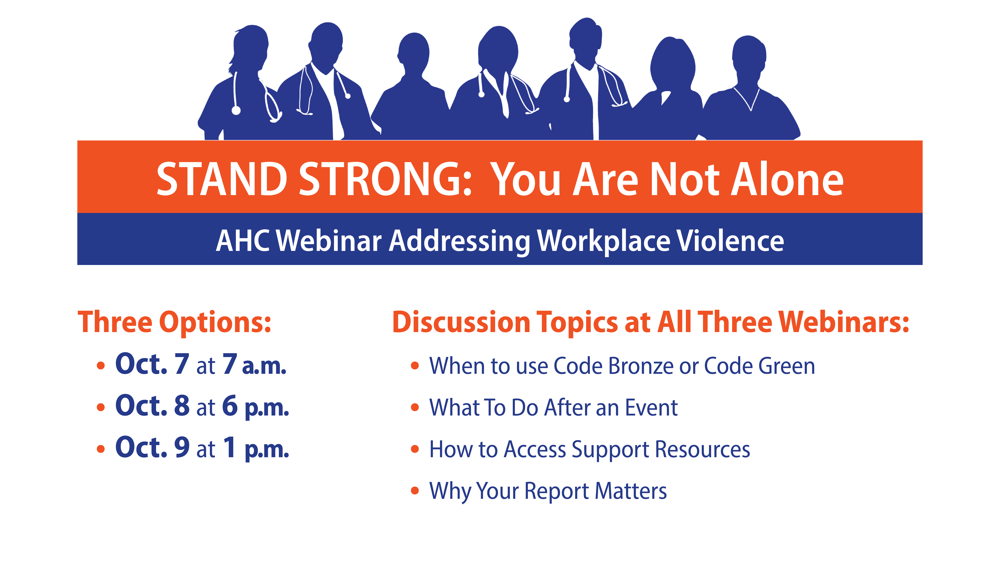 STAND STRONG: You Are Not Alone
AHC Webinar Addressing Workplace Violence
Three Options:
• Oct. 7 at 7 a.m.
• Oct. 8 at 6 p.m.
• Oct. 9 at 1 p.m.
Discussion Topics at All Three Webinars:
• When to use Code Bronze or Code Green
• What To Do After an Event
• How to Access Support Resources
• Why Your Report Matters